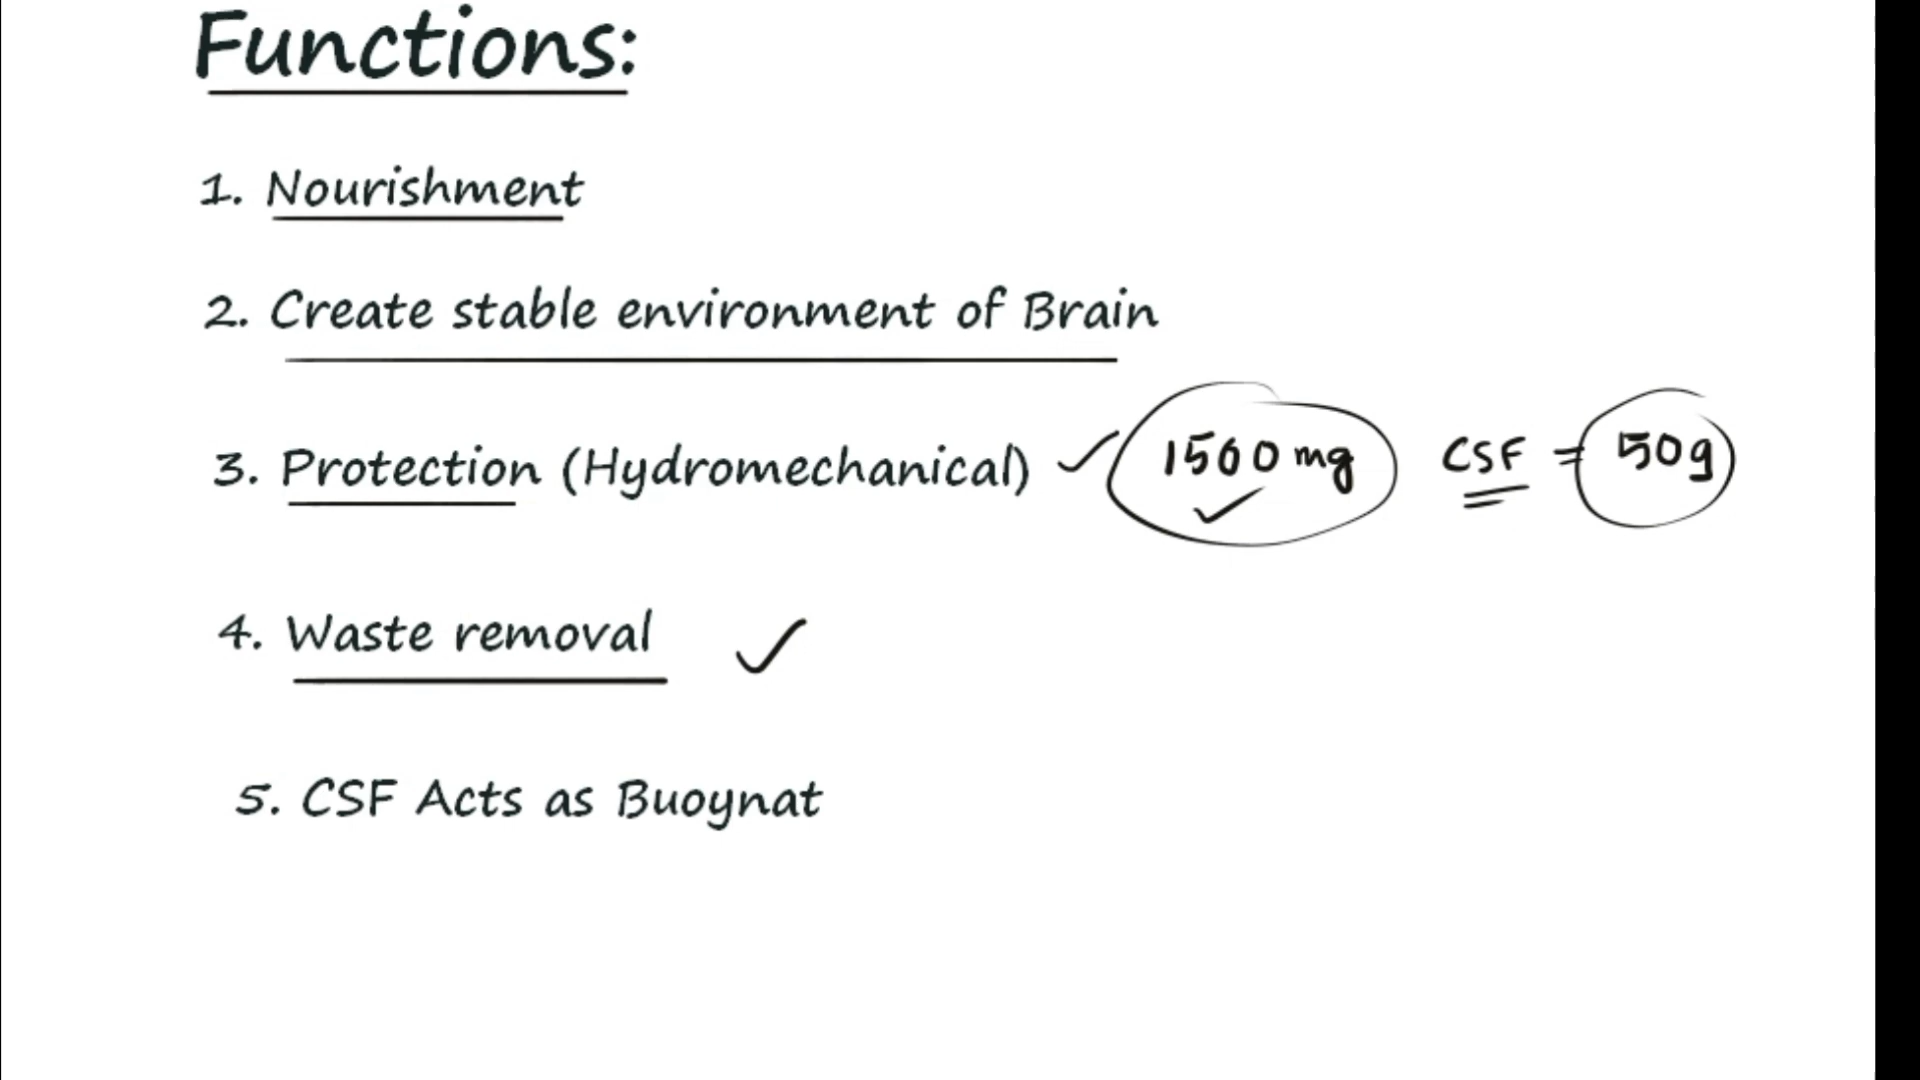 Functions:
1. Nourishment
2. Create stable environment of Brain
3. Protection (Hydromechanical) 1500 mg CSF = 50g
4. Waste removal
5. CSF Acts as Buoynat